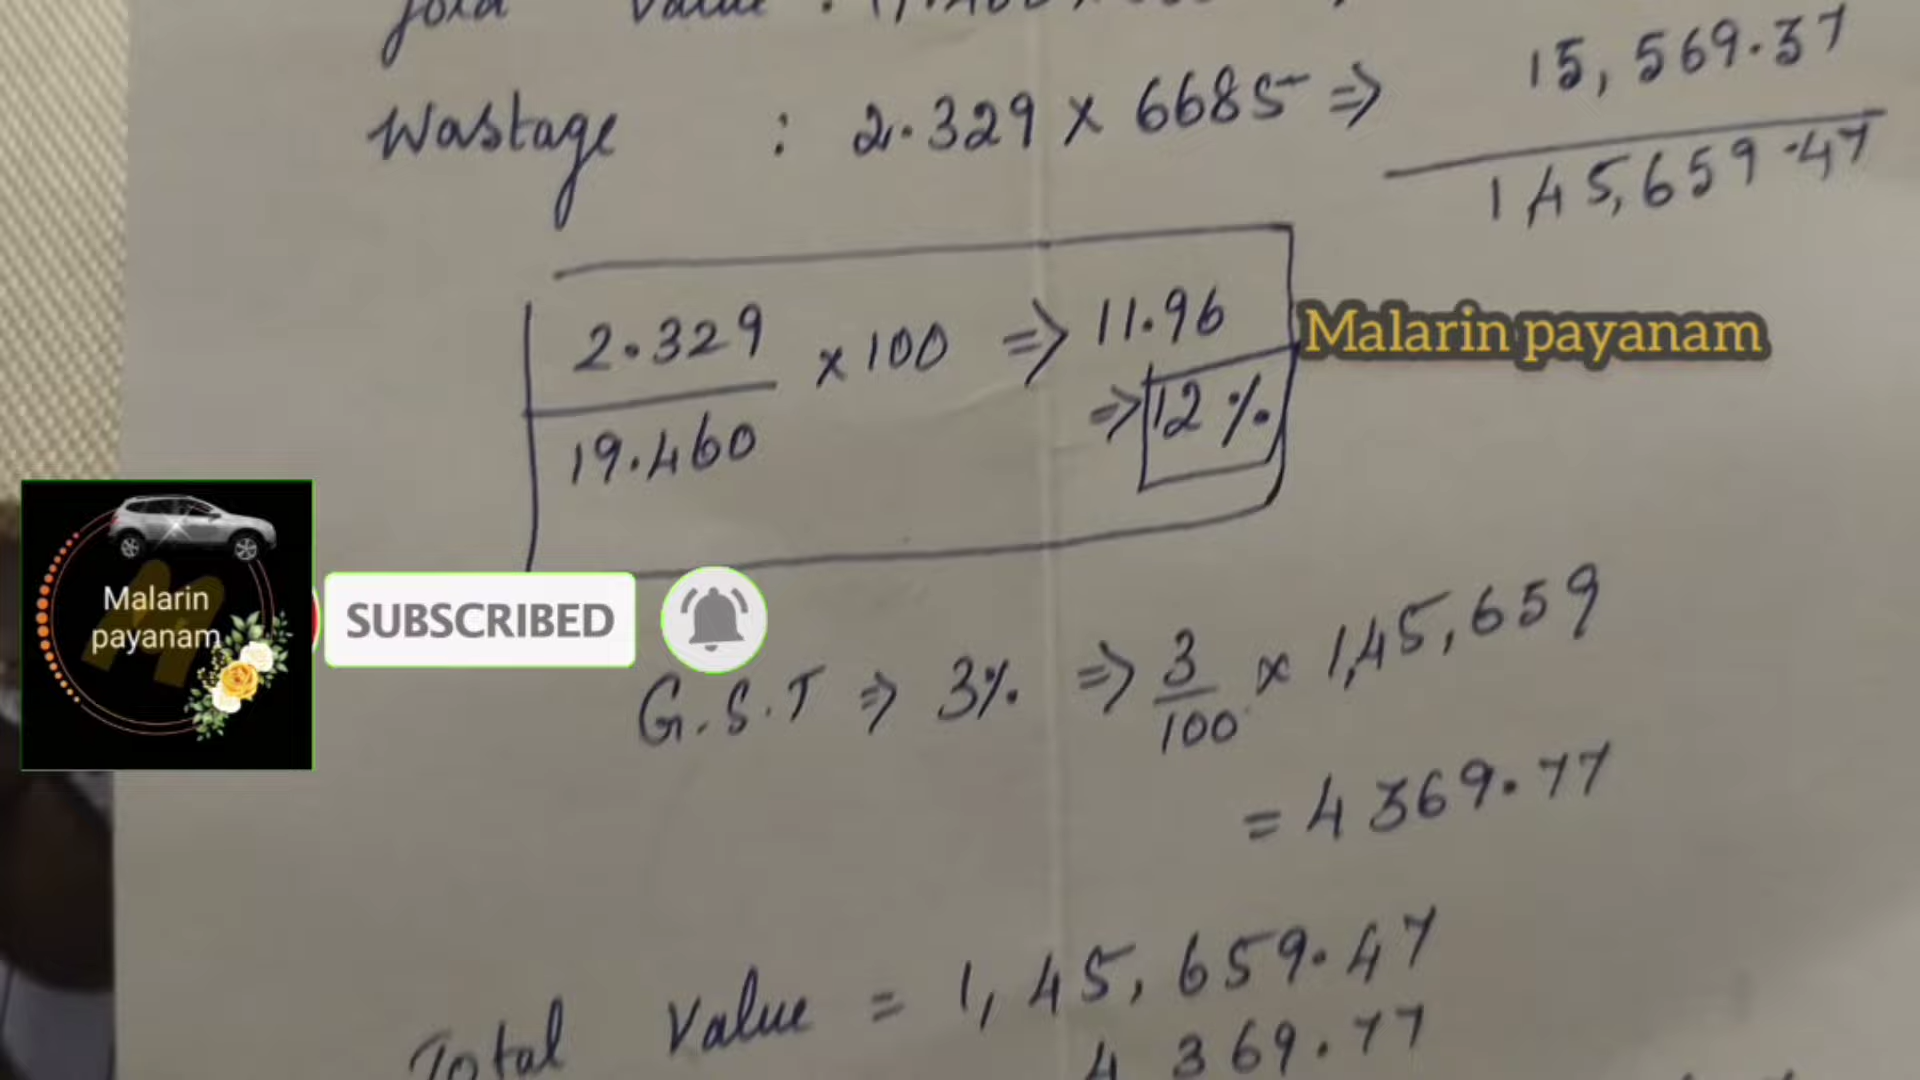 Value :
15,569.37
Wastage : 2.329 × 6685 ⇒
1,45,659.47
2.329 / 19.460 × 100 ⇒ 11.96
⇒ 12 %
Malarin payanam
Malarin
payanam
SUBSCRIBED
G.S.T ⇒ 3% ⇒ 3/100 × 1,45,659
= 4369.77
Total Value = 1,45,659.47
4369.77